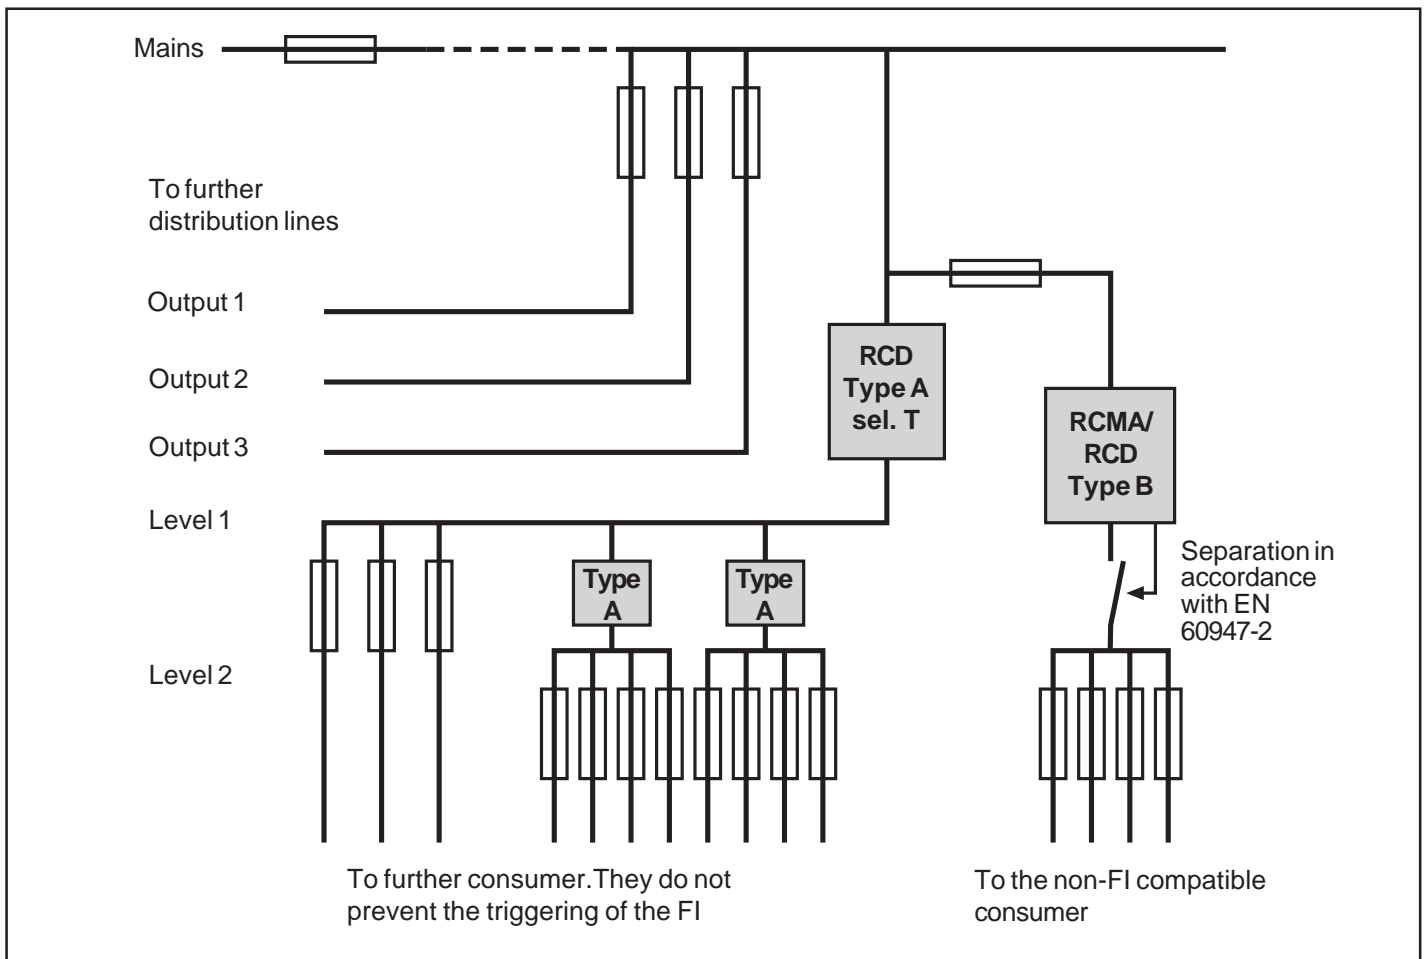 Mains
To further
distribution lines
Output 1
Output 2
Output 3
Level 1
Level 2
RCD
Type A
sel. T
RCMA/
RCD
Type B
Type
A
Type
A
Separation in
accordance
with EN
60947-2
To further consumer. They do not
prevent the triggering of the FI
To the non-FI compatible
consumer